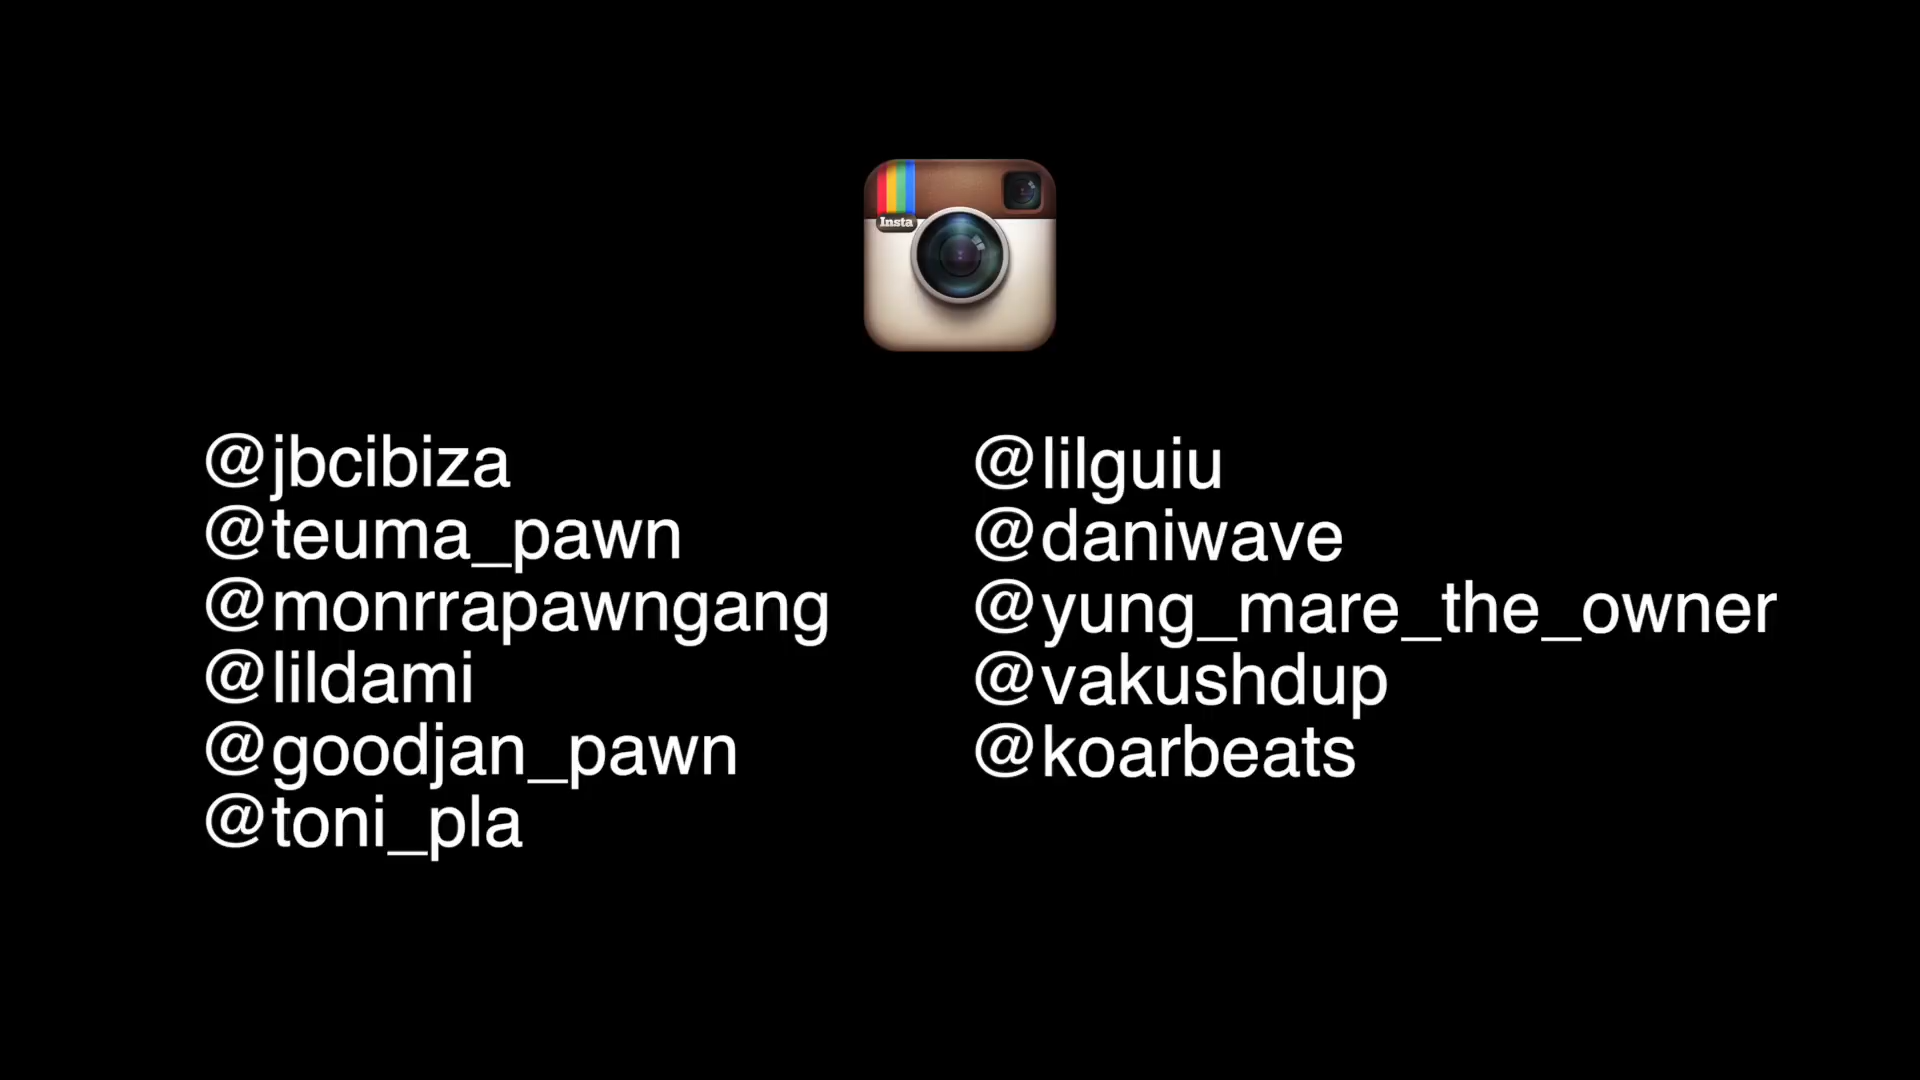 Insta
@jbcibiza
@teuma_pawn
@monrrapawngang
@lildami
@goodjan_pawn
@toni_pla
@lilguiu
@daniwave
@yung_mare_the_owner
@vakushdup
@koarbeats